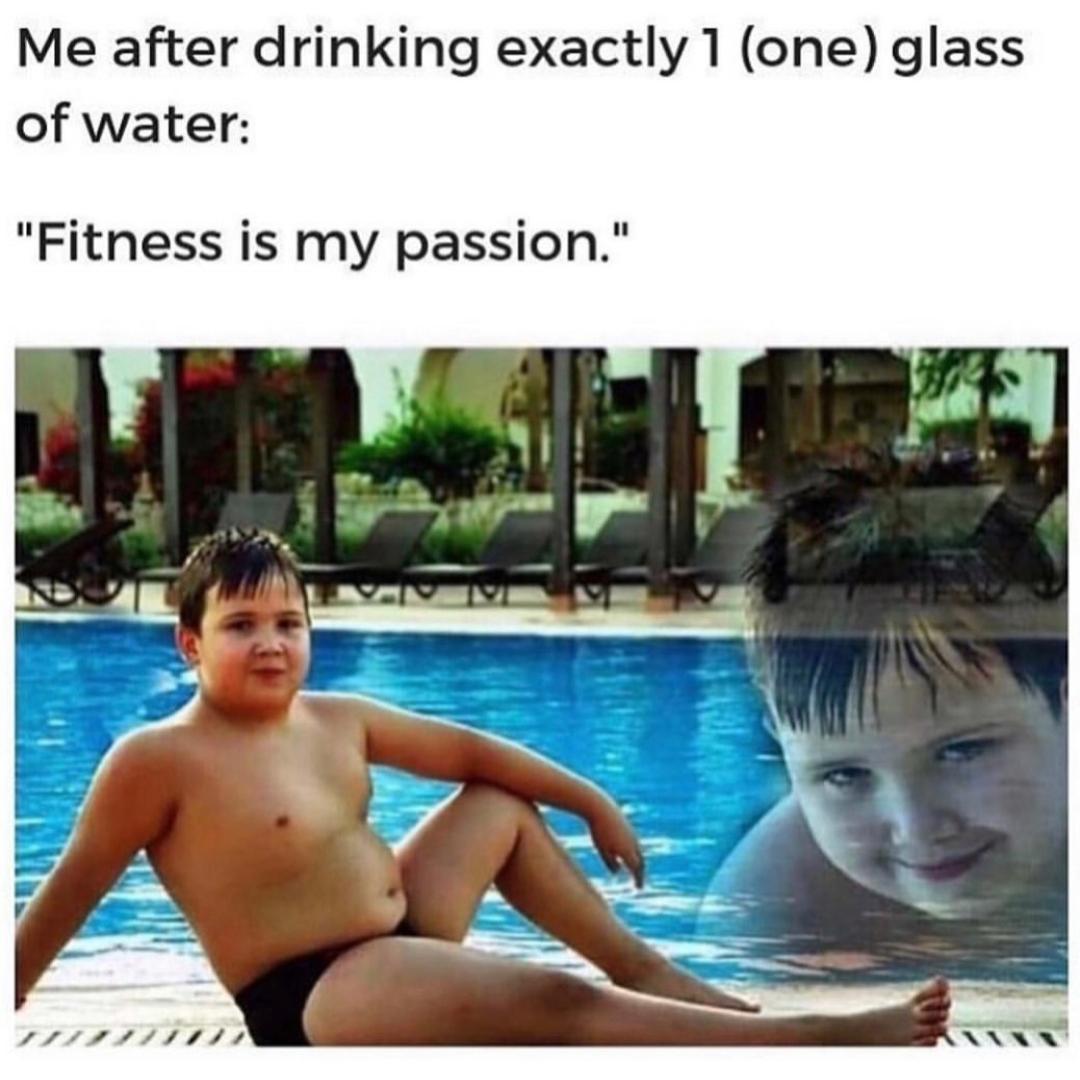 Me after drinking exactly 1 (one) glass
of water:
"Fitness is my passion."